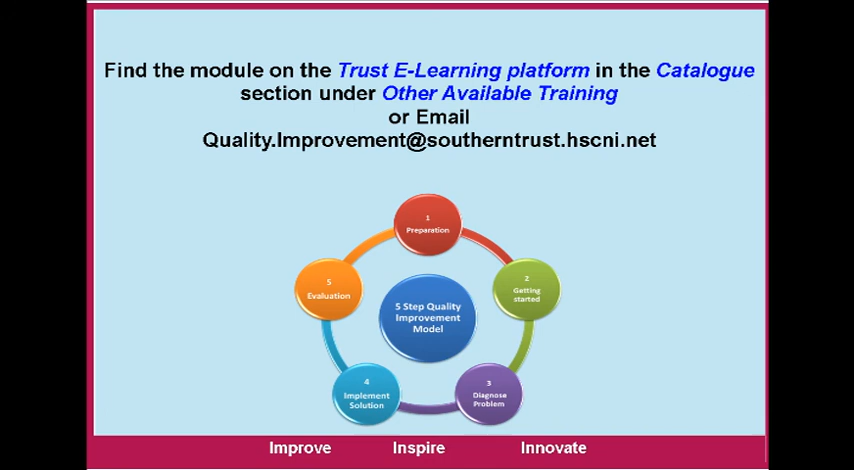 Find the module on the Trust E-Learning platform in the Catalogue
section under Other Available Training
or Email
Quality.Improvement@southerntrust.hscni.net
1
Preparation
2
Getting
started
3
Diagnose
Problem
4
Implement
Solution
5
Evaluation
5 Step Quality
Improvement
Model
Improve Inspire Innovate